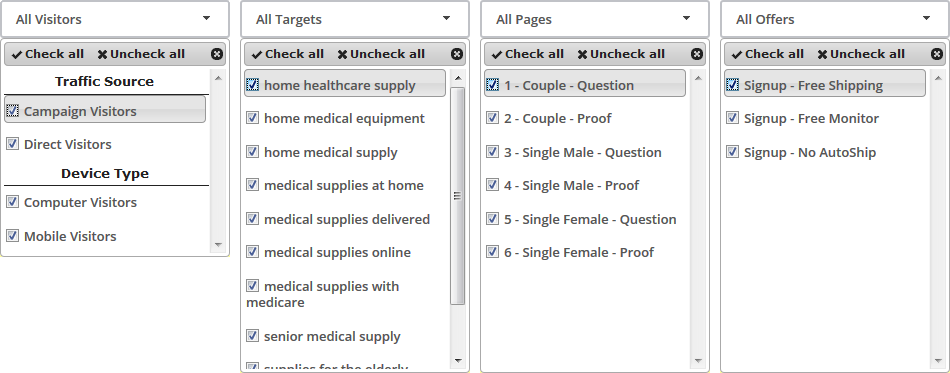 All Visitors
Check all Uncheck all
Traffic Source
Campaign Visitors
Direct Visitors
Device Type
Computer Visitors
Mobile Visitors
All Targets
Check all Uncheck all
home healthcare supply
home medical equipment
home medical supply
medical supplies at home
medical supplies delivered
medical supplies online
medical supplies with
medicare
senior medical supply
supplies for the elderly
All Pages
Check all Uncheck all
1 - Couple - Question
2 - Couple - Proof
3 - Single Male - Question
4 - Single Male - Proof
5 - Single Female - Question
6 - Single Female - Proof
All Offers
Check all Uncheck all
Signup - Free Shipping
Signup - Free Monitor
Signup - No AutoShip